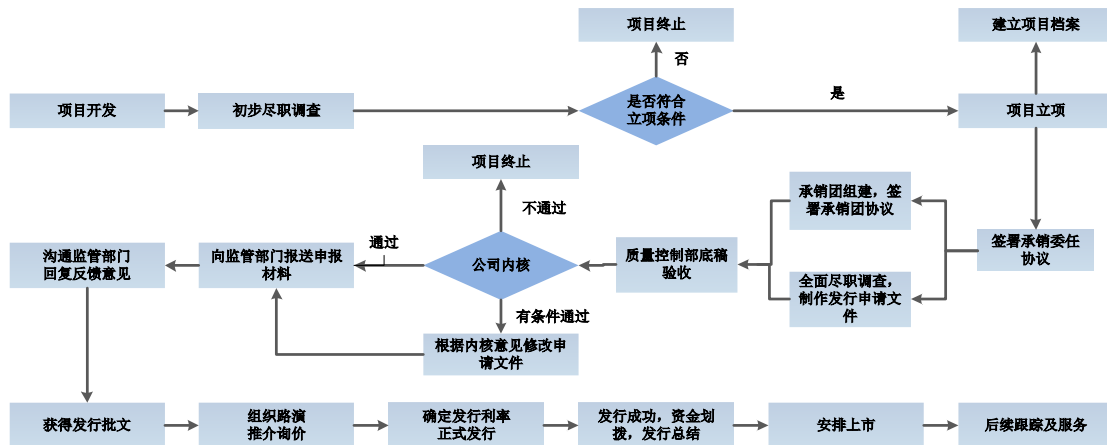 项目终止
建立项目档案
否
项目开发
初步尽职调查
是否符合
立项条件
是
项目立项
项目终止
不通过
承销团组建，签
署承销团协议
沟通监管部门
回复反馈意见
向监管部门报送申报
材料
通过
公司内核
质量控制部底稿
验收
签署承销委任
协议
全面尽职调查，
制作发行申请文
件
有条件通过
根据内核意见修改申
请文件
获得发行批文
组织路演
推介询价
确定发行利率
正式发行
发行成功，资金划
拨，发行总结
安排上市
后续跟踪及服务